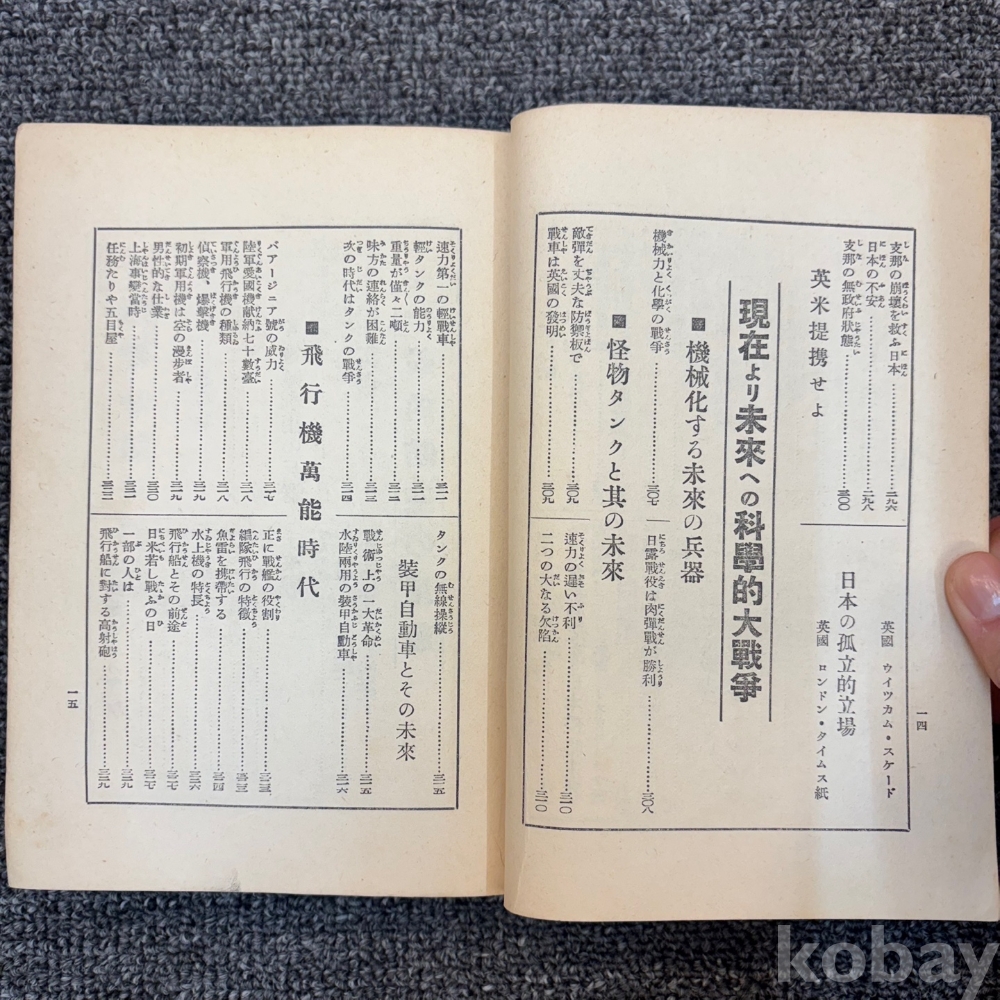 支那の崩壊を救ふ日本……二九六
日本の不安……二九八
支那の無政府狀態……三〇〇
英米提携せよ
英國 ウイツカム・スケード
日本の孤立的立場
英國 ロンドン・タイムス紙
現在より未來への科學的大戰爭
機械化する未來の兵器
機械力と化學の戰爭……三〇七
日露戰役は肉彈戰が勝利……三〇八
怪物タンクと其の未來
敵彈を丈夫な防禦板で……三〇九
戰車は英國の發明……三〇九
速力の遲い不利……三一〇
二つの大なる欠陷……三一〇
一四
速力第一の輕戰車……三一一
輕タンクの能力……三一一
重量が僅々二噸……三一二
味方の連絡が困難……三一三
次の時代はタンクの戰爭……三一四
タンクの無線操縱……三一五
裝甲自動車とその未來
戰術上の一大革命……三一五
水陸兩用の裝甲自動車……三一六
飛行機萬能時代
バアージニア號の威力……三一七
陸軍愛國機獻納七十數臺……三一八
軍用飛行機の種類……三一八
偵察機、爆擊機……三一九
初期軍用機は空の漫步者……三一九
男性的な仕業……三二〇
上海事變當時……三二一
任務たりや五目屋……三二二
正に戰艦の役割……三二三
編隊飛行の特徵……三二三
魚雷を携帶する……三二四
水上機の特長……三二六
飛行船とその前途……三二七
日米若し戰ふの日……三二七
一部の人は……三二九
飛行船に對する高射砲……三二九
一五
kobay